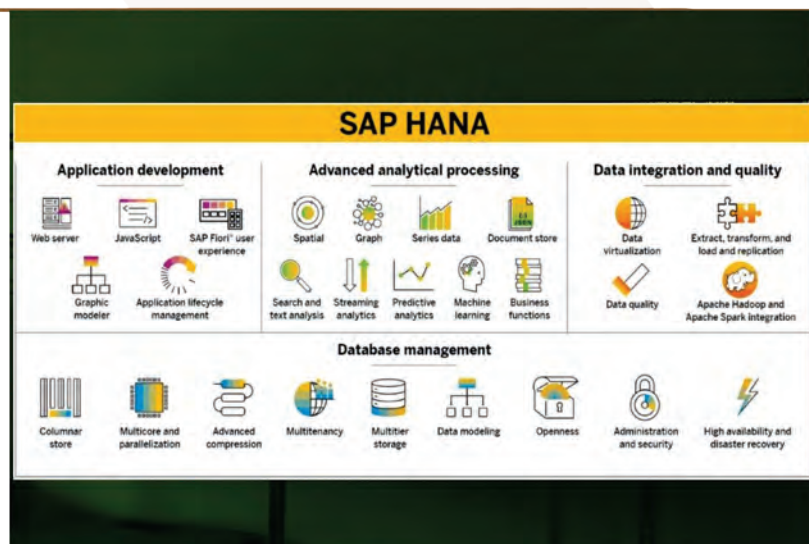 SAP HANA
Application development
Web server
JavaScript
SAP Fiori® user
experience
Graphic
modeler
Application lifecycle
management
Advanced analytical processing
Spatial
Graph
Series data
Document store
JSON
Search and
text analysis
Streaming
analytics
Predictive
analytics
Machine
learning
Business
functions
Data integration and quality
Data
virtualization
Extract, transform, and
load and replication
Data quality
Apache Hadoop and
Apache Spark integration
Database management
Columnar
store
Multicore and
parallelization
Advanced
compression
Multitenancy
Multitier
storage
Data modeling
Openness
Administration
and security
High availability and
disaster recovery